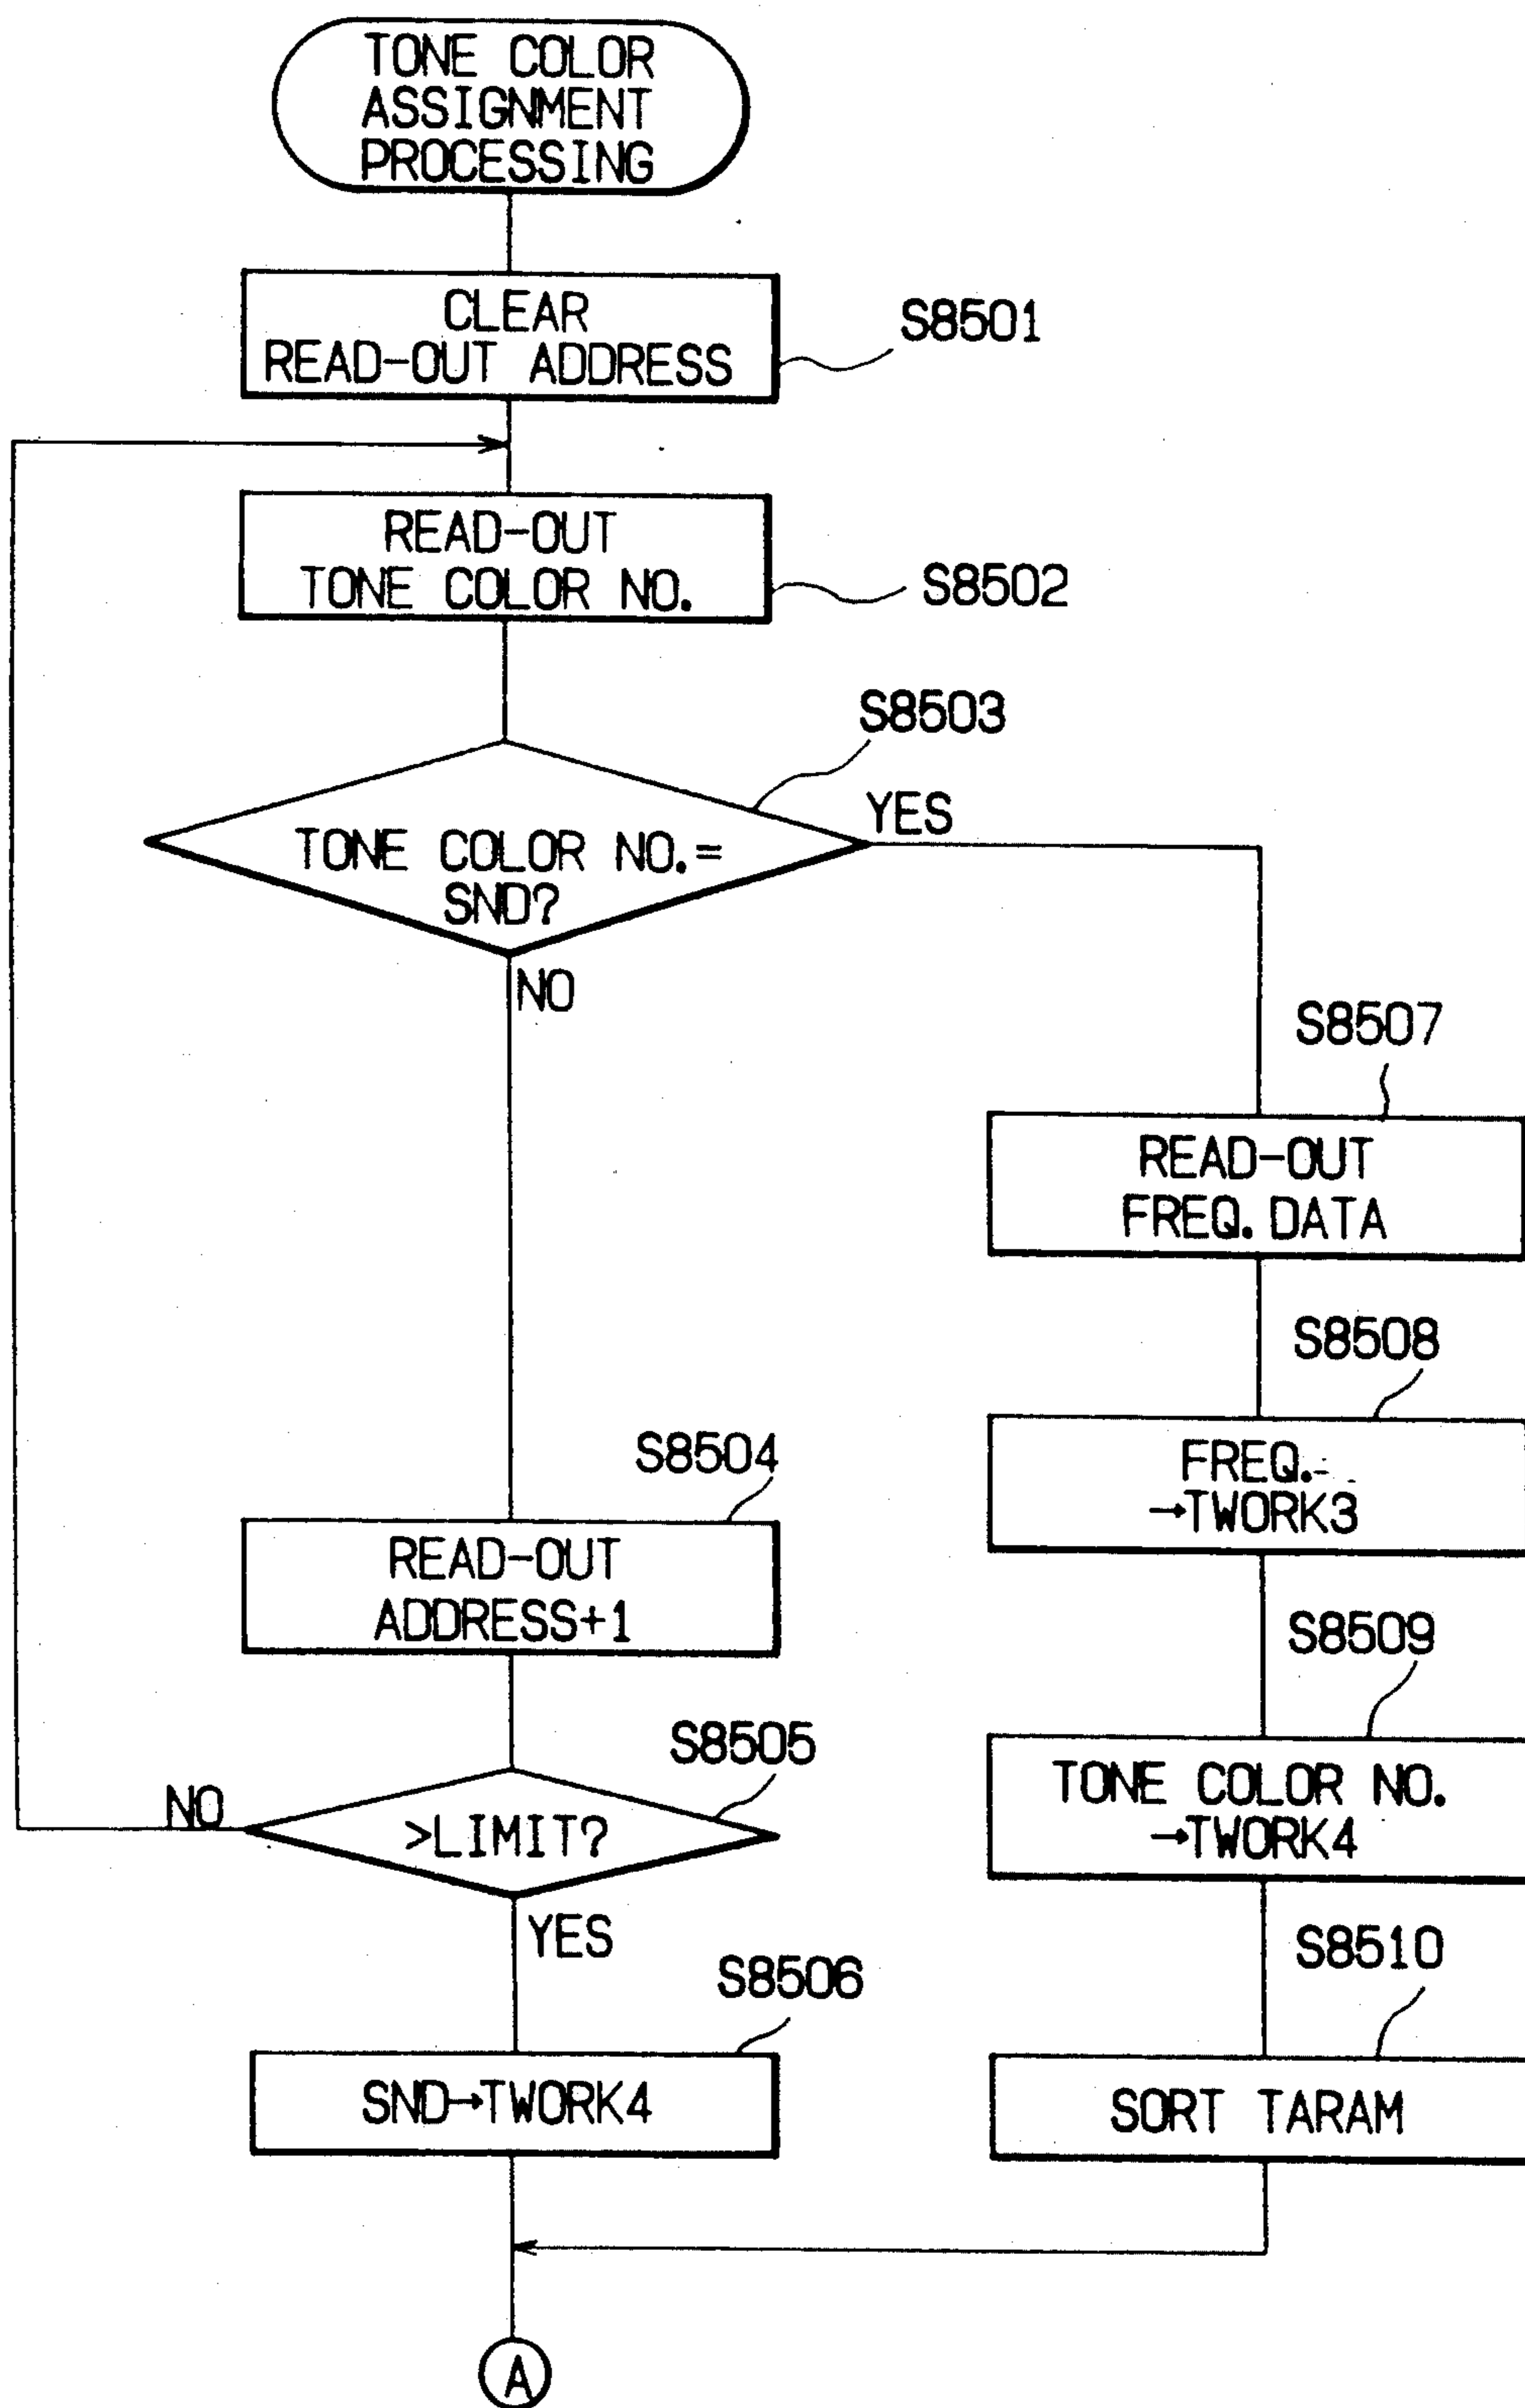 TONE COLOR
ASSIGNMENT
PROCESSING
CLEAR
READ-OUT ADDRESS
S8501
READ-OUT
TONE COLOR NO.
S8502
S8503
TONE COLOR NO.=
SND?
YES
NO
S8507
READ-OUT
FREQ. DATA
S8508
FREQ.
→TWORK3
S8504
READ-OUT
ADDRESS+1
S8509
TONE COLOR NO.
→TWORK4
S8505
>LIMIT?
NO
YES
S8506
SND→TWORK4
S8510
SORT TARAM
A